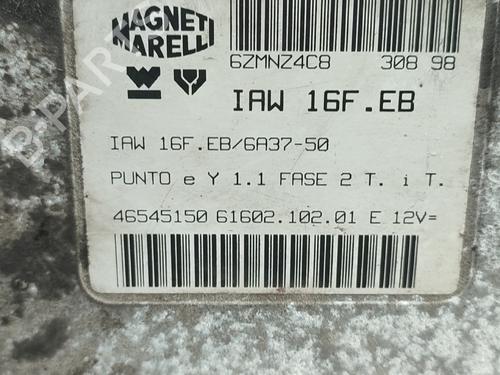 MAGNETI
MARELLI
6ZMNZ4C8 308 98
IAW 16F.EB
IAW 16F.EB/6A37-50
PUNTO e Y 1.1 FASE 2 T. i T.
46545150 61602.102.01 E 12V=
B-PARTS